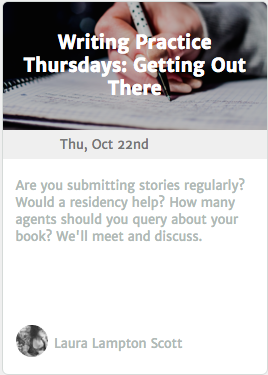 Writing Practice
Thursdays: Getting Out
There
Thu, Oct 22nd
Are you submitting stories regularly?
Would a residency help? How many
agents should you query about your
book? We'll meet and discuss.
Laura Lampton Scott